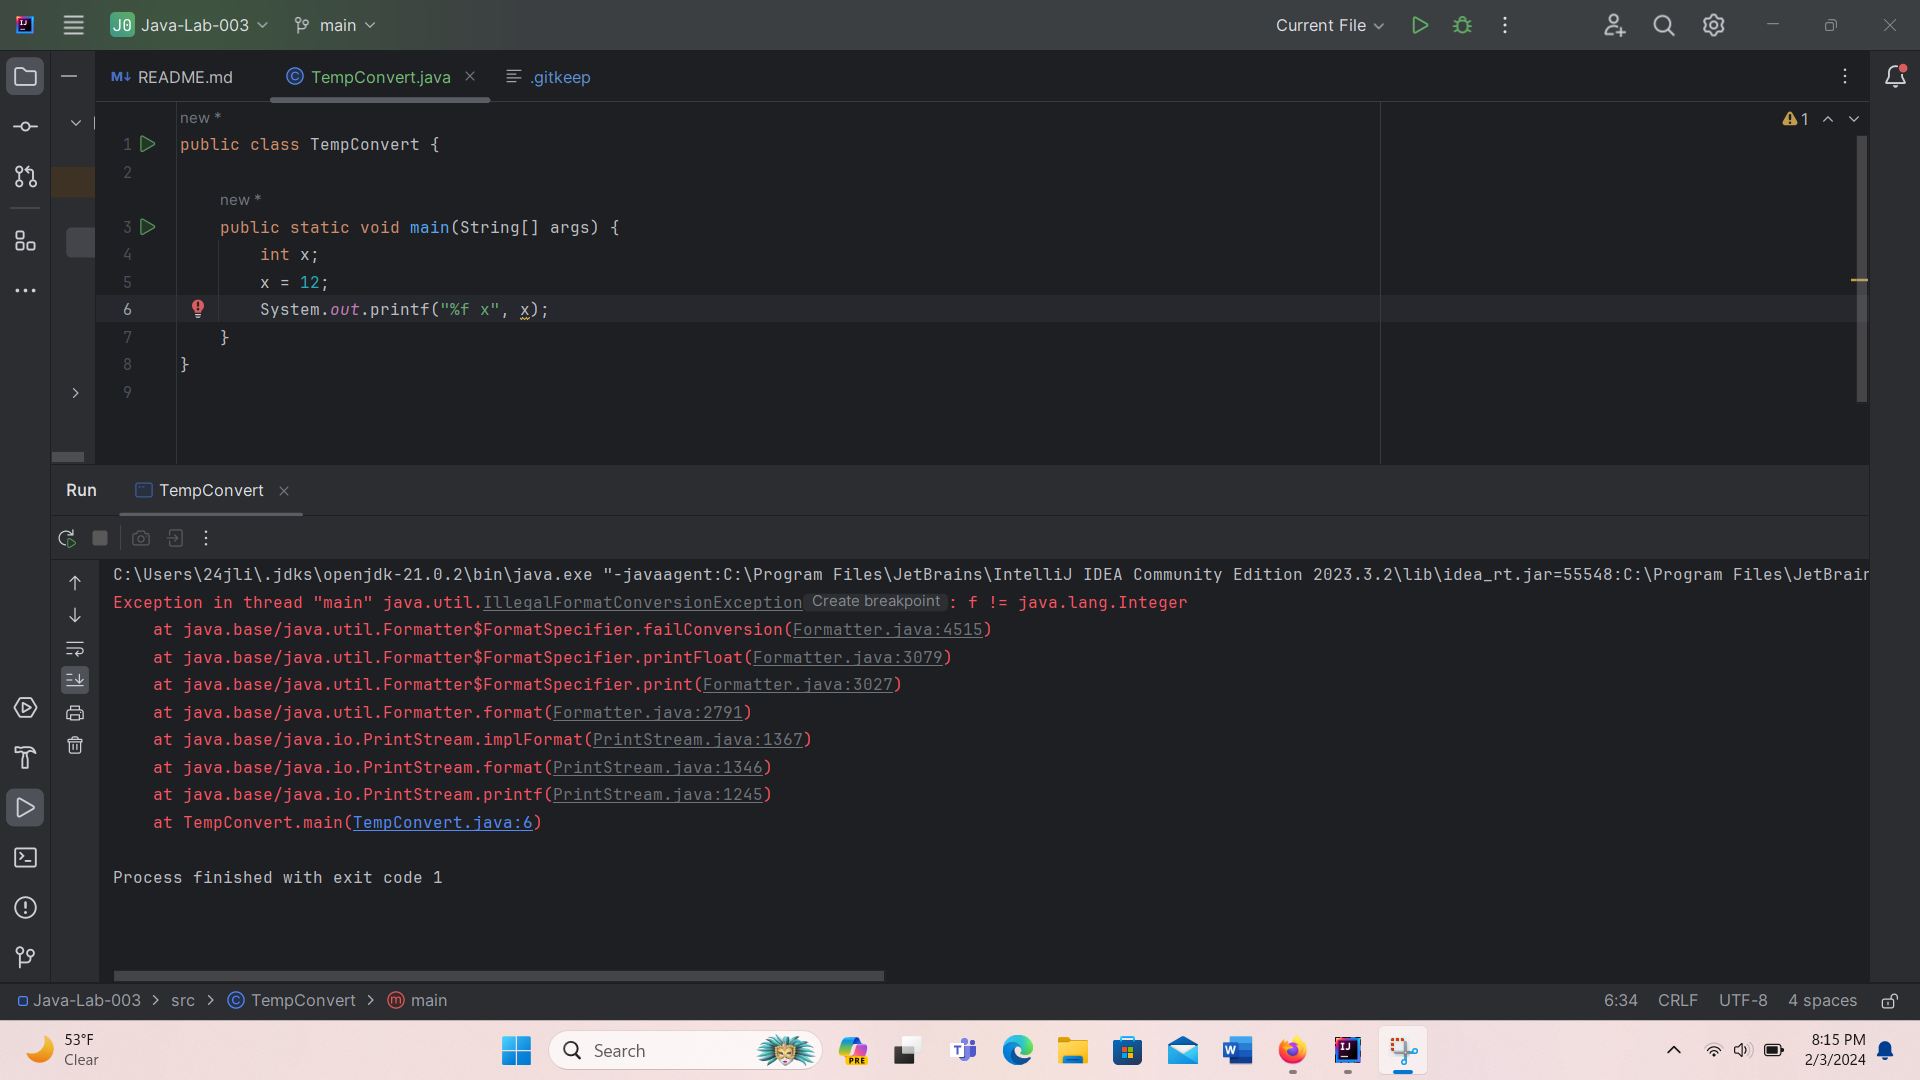 J0 Java-Lab-003 main Current File
README.md TempConvert.java .gitkeep
new *
1
1 public class TempConvert {
2
new *
3 public static void main(String[] args) {
4 int x;
5 x = 12;
6 System.out.printf("%f x", x);
7 }
8 }
9
Run TempConvert
C:\Users\24jli\.jdks\openjdk-21.0.2\bin\java.exe "-javaagent:C:\Program Files\JetBrains\IntelliJ IDEA Community Edition 2023.3.2\lib\idea_rt.jar=55548:C:\Program Files\JetBrain
Exception in thread "main" java.util.IllegalFormatConversionException Create breakpoint : f != java.lang.Integer
at java.base/java.util.Formatter$FormatSpecifier.failConversion(Formatter.java:4515)
at java.base/java.util.Formatter$FormatSpecifier.printFloat(Formatter.java:3079)
at java.base/java.util.Formatter$FormatSpecifier.print(Formatter.java:3027)
at java.base/java.util.Formatter.format(Formatter.java:2791)
at java.base/java.io.PrintStream.implFormat(PrintStream.java:1367)
at java.base/java.io.PrintStream.format(PrintStream.java:1346)
at java.base/java.io.PrintStream.printf(PrintStream.java:1245)
at TempConvert.main(TempConvert.java:6)
Process finished with exit code 1
Java-Lab-003 > src > TempConvert > main 6:34 CRLF UTF-8 4 spaces
53°F
Clear
Search
PRE
8:15 PM
2/3/2024